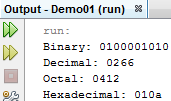 Output - Demo01 (run)
run:
Binary: 0100001010
Decimal: 0266
Octal: 0412
Hexadecimal: 010a